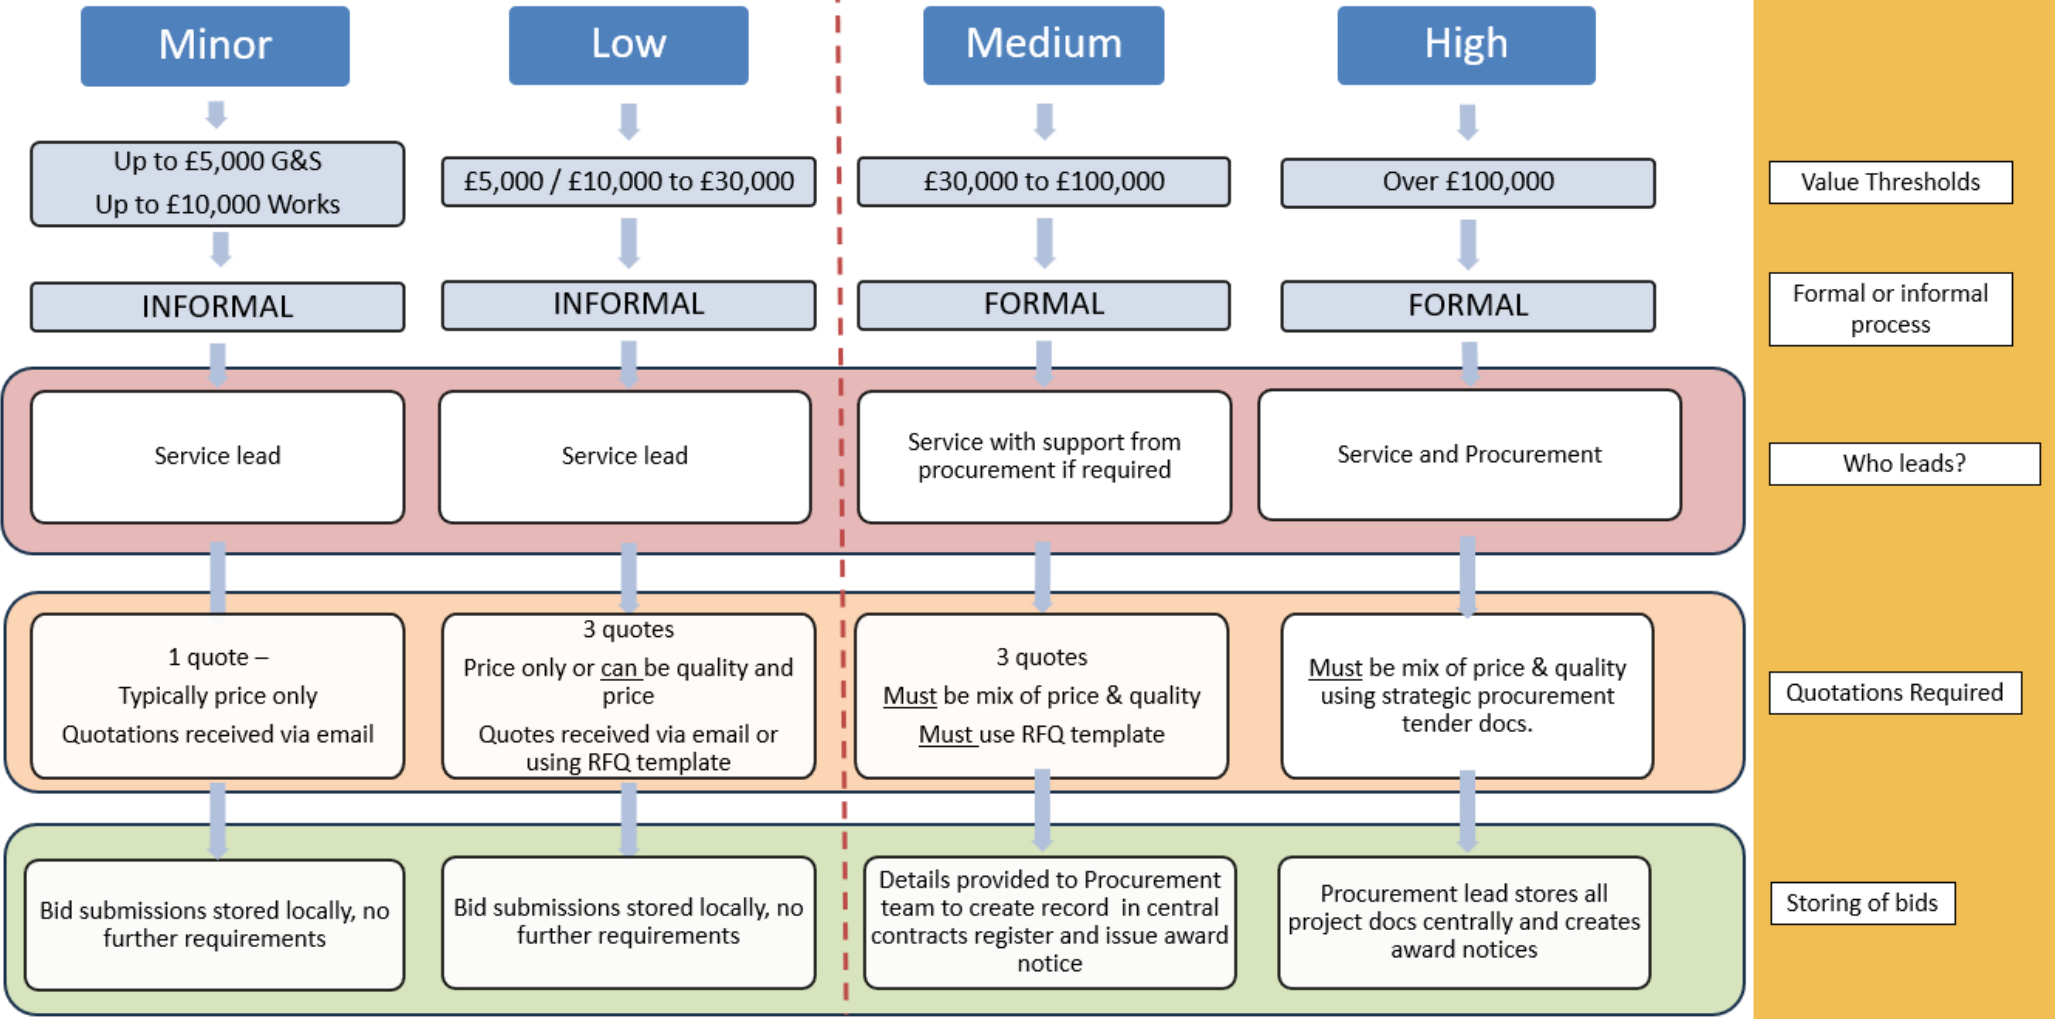 Minor
Low
Medium
High
Up to £5,000 G&S
Up to £10,000 Works
£5,000 / £10,000 to £30,000
£30,000 to £100,000
Over £100,000
Value Thresholds
INFORMAL
INFORMAL
FORMAL
FORMAL
Formal or informal
process
Service lead
Service lead
Service with support from
procurement if required
Service and Procurement
Who leads?
1 quote –
Typically price only
Quotations received via email
3 quotes
Price only or can be quality and
price
Quotes received via email or
using RFQ template
3 quotes
Must be mix of price & quality
Must use RFQ template
Must be mix of price & quality
using strategic procurement
tender docs.
Quotations Required
Bid submissions stored locally, no
further requirements
Bid submissions stored locally, no
further requirements
Details provided to Procurement
team to create record in central
contracts register and issue award
notice
Procurement lead stores all
project docs centrally and creates
award notices
Storing of bids